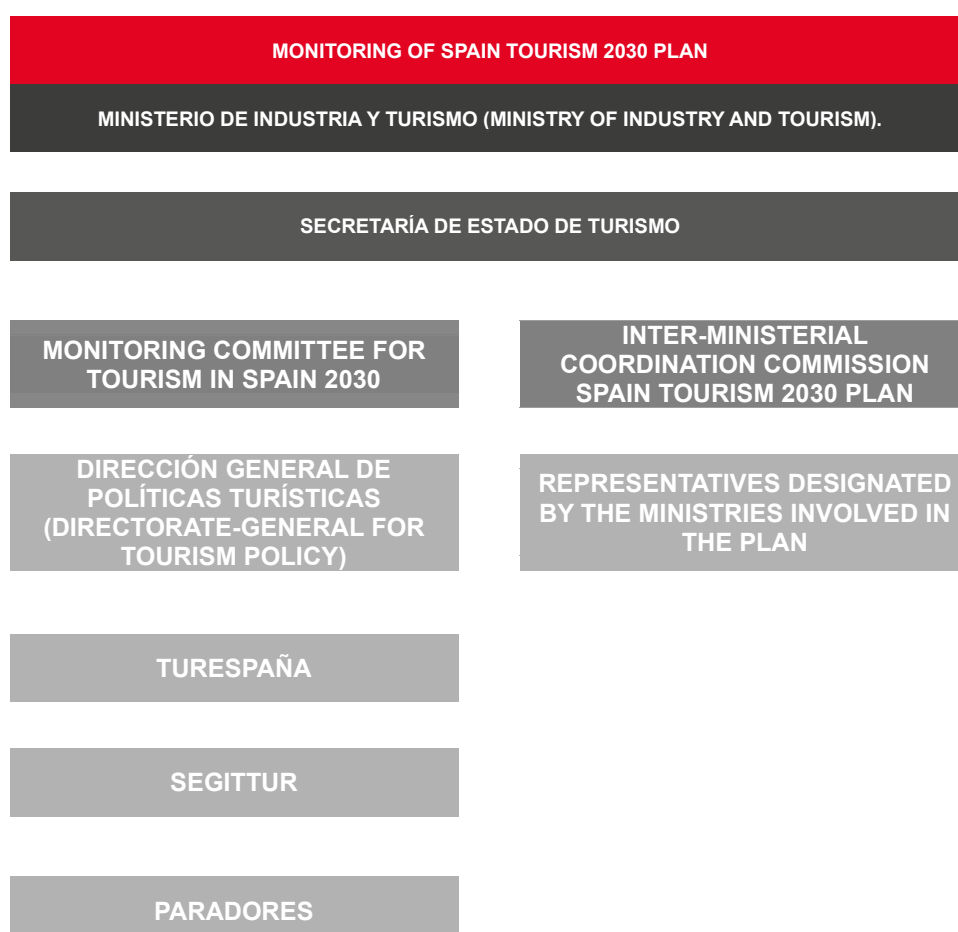 MONITORING OF SPAIN TOURISM 2030 PLAN
MINISTERIO DE INDUSTRIA Y TURISMO (MINISTRY OF INDUSTRY AND TOURISM).
SECRETARÍA DE ESTADO DE TURISMO
MONITORING COMMITTEE FOR
TOURISM IN SPAIN 2030
INTER-MINISTERIAL
COORDINATION COMMISSION
SPAIN TOURISM 2030 PLAN
DIRECCIÓN GENERAL DE
POLÍTICAS TURÍSTICAS
(DIRECTORATE-GENERAL FOR
TOURISM POLICY)
REPRESENTATIVES DESIGNATED
BY THE MINISTRIES INVOLVED IN
THE PLAN
TURESPAÑA
SEGITTUR
PARADORES